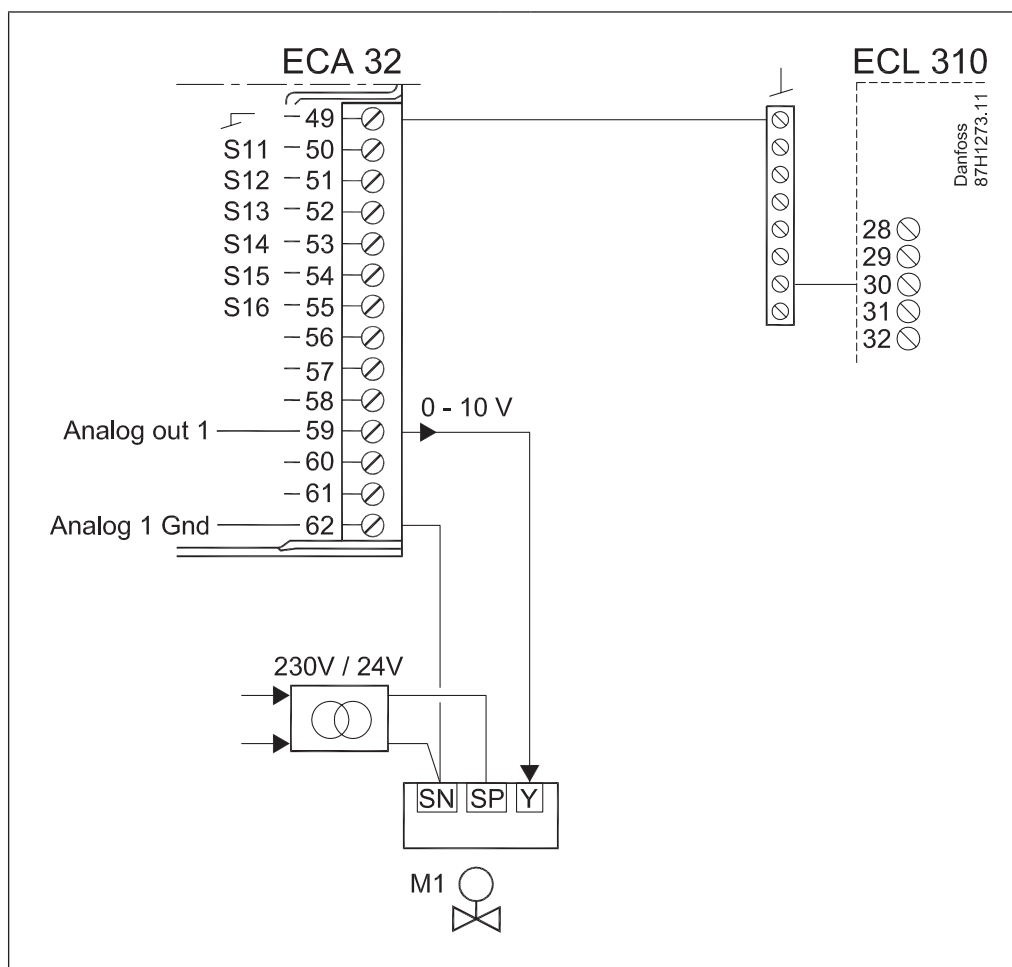 ECA 32
ECL 310
49
S11 50
S12 51
S13 52
S14 53
S15 54
S16 55
56
57
58
Analog out 1 59
60
61
Analog 1 Gnd 62
0 - 10 V
Danfoss
87H1273.11
28
29
30
31
32
230V / 24V
SN SP Y
M1